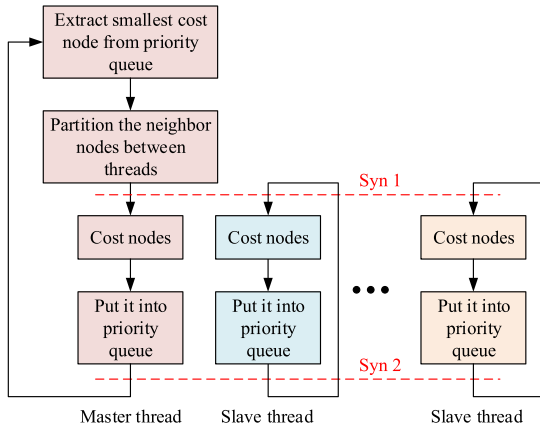 Extract smallest cost
node from priority
queue
Partition the neighbor
nodes between
threads
Syn 1
Cost nodes
Cost nodes
Cost nodes
Put it into
priority
queue
Put it into
priority
queue
Put it into
priority
queue
Syn 2
Master thread
Slave thread
Slave thread